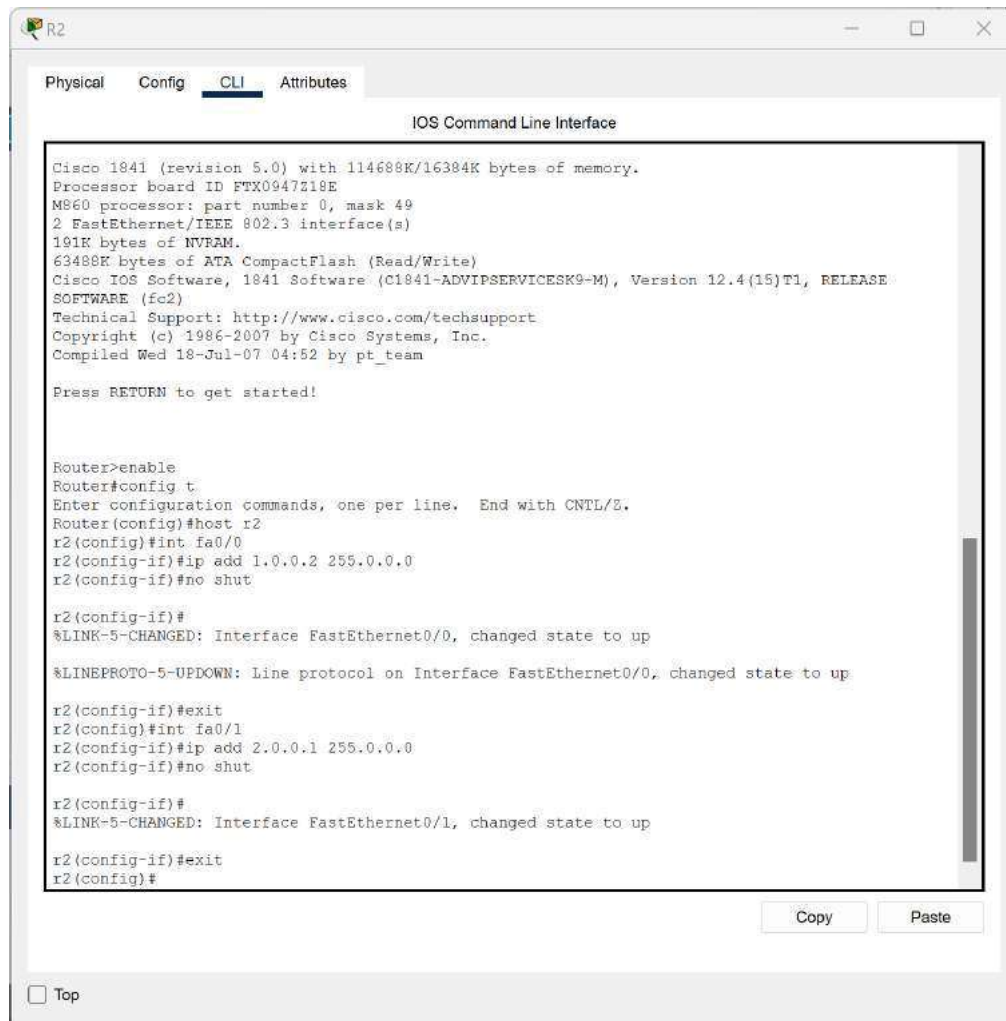 R2
Physical Config CLI Attributes
IOS Command Line Interface
Cisco 1841 (revision 5.0) with 114688K/16384K bytes of memory.
Processor board ID FTX0947Z18E
M860 processor: part number 0, mask 49
2 FastEthernet/IEEE 802.3 interface(s)
191K bytes of NVRAM.
63488K bytes of ATA CompactFlash (Read/Write)
Cisco IOS Software, 1841 Software (C1841-ADVIPSERVICESK9-M), Version 12.4(15)T1, RELEASE
SOFTWARE (fc2)
Technical Support: http://www.cisco.com/techsupport
Copyright (c) 1986-2007 by Cisco Systems, Inc.
Compiled Wed 18-Jul-07 04:52 by pt_team
Press RETURN to get started!
Router>enable
Router#config t
Enter configuration commands, one per line. End with CNTL/Z.
Router(config)#host r2
r2(config)#int fa0/0
r2(config-if)#ip add 1.0.0.2 255.0.0.0
r2(config-if)#no shut
r2(config-if)#
%LINK-5-CHANGED: Interface FastEthernet0/0, changed state to up
%LINEPROTO-5-UPDOWN: Line protocol on Interface FastEthernet0/0, changed state to up
r2(config-if)#exit
r2(config)#int fa0/1
r2(config-if)#ip add 2.0.0.1 255.0.0.0
r2(config-if)#no shut
r2(config-if)#
%LINK-5-CHANGED: Interface FastEthernet0/1, changed state to up
r2(config-if)#exit
r2(config)#
Copy Paste
Top